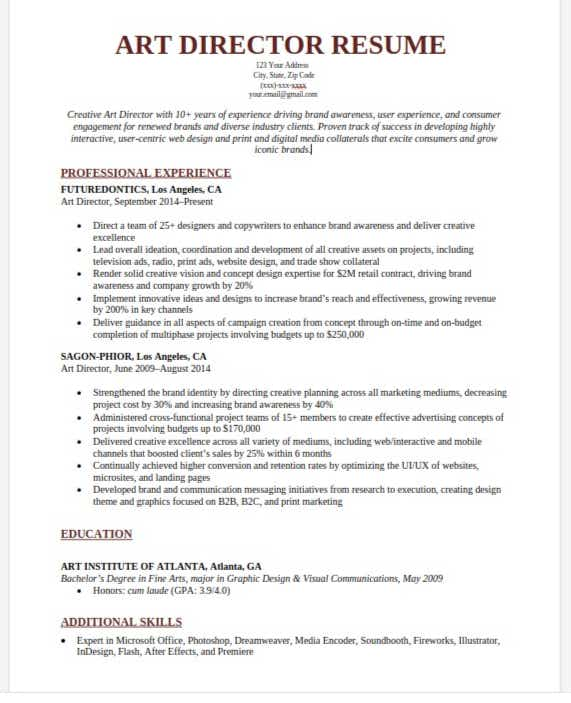 ART DIRECTOR RESUME
123 Your Address
City, State, Zip Code
(xxx)-xxx-xxxx
your.email@gmail.com
Creative Art Director with 10+ years of experience driving brand awareness, user experience, and consumer
engagement for renewed brands and diverse industry clients. Proven track of success in developing highly
interactive, user-centric web design and print and digital media collaterals that excite consumers and grow
iconic brands.
PROFESSIONAL EXPERIENCE
FUTUREDONTICS, Los Angeles, CA
Art Director, September 2014–Present
• Direct a team of 25+ designers and copywriters to enhance brand awareness and deliver creative
excellence
• Lead overall ideation, coordination and development of all creative assets on projects, including
television ads, radio, print ads, website design, and trade show collateral
• Render solid creative vision and concept design expertise for $2M retail contract, driving brand
awareness and company growth by 20%
• Implement innovative ideas and designs to increase brand's reach and effectiveness, growing revenue
by 200% in key channels
• Deliver guidance in all aspects of campaign creation from concept through on-time and on-budget
completion of multiphase projects involving budgets up to $250,000
SAGON-PHIOR, Los Angeles, CA
Art Director, June 2009–August 2014
• Strengthened the brand identity by directing creative planning across all marketing mediums, decreasing
project cost by 30% and increasing brand awareness by 40%
• Administered cross-functional project teams of 15+ members to create effective advertising concepts of
projects involving budgets up to $170,000
• Delivered creative excellence across all variety of mediums, including web/interactive and mobile
channels that boosted client's sales by 25% within 6 months
• Continually achieved higher conversion and retention rates by optimizing the UI/UX of websites,
microsites, and landing pages
• Developed brand and communication messaging initiatives from research to execution, creating design
theme and graphics focused on B2B, B2C, and print marketing
EDUCATION
ART INSTITUTE OF ATLANTA, Atlanta, GA
Bachelor's Degree in Fine Arts, major in Graphic Design & Visual Communications, May 2009
• Honors: cum laude (GPA: 3.9/4.0)
ADDITIONAL SKILLS
• Expert in Microsoft Office, Photoshop, Dreamweaver, Media Encoder, Soundbooth, Fireworks, Illustrator,
InDesign, Flash, After Effects, and Premiere